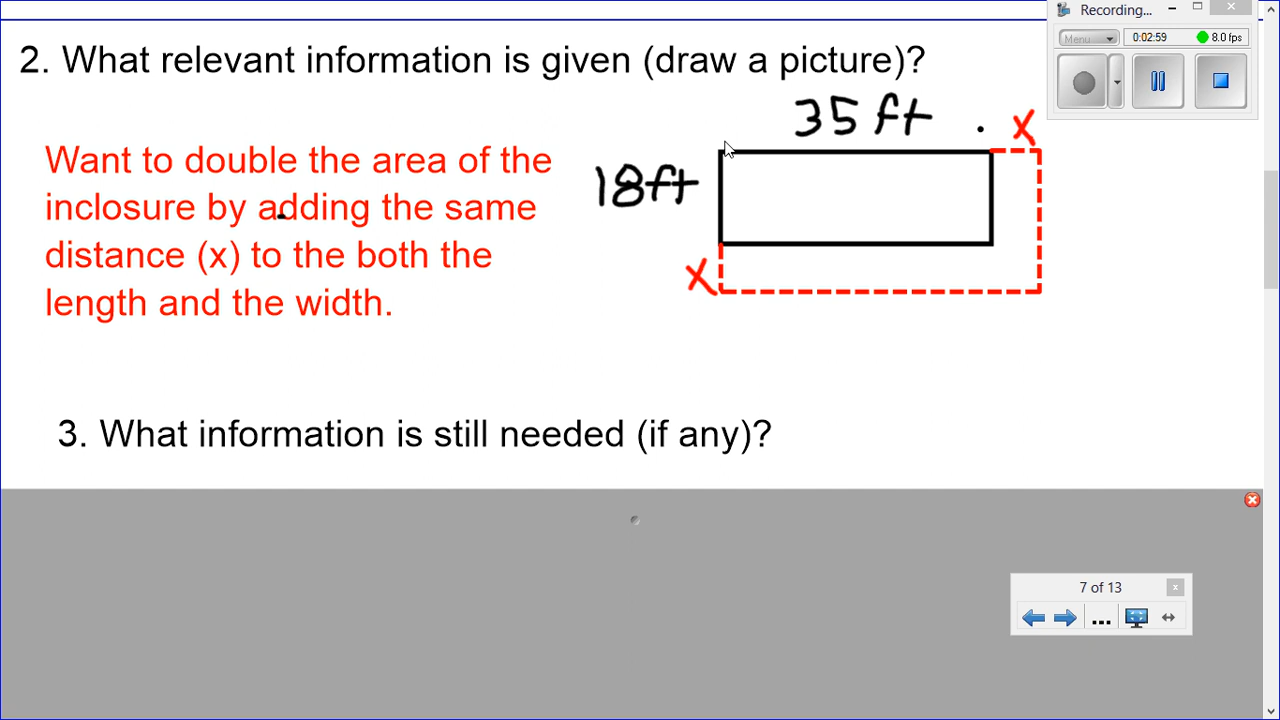 Recording...
Menu
0:02:59
8.0 fps
2. What relevant information is given (draw a picture)?
35 ft
x
Want to double the area of the
inclosure by adding the same
distance (x) to the both the
length and the width.
18ft
x
3. What information is still needed (if any)?
7 of 13
...